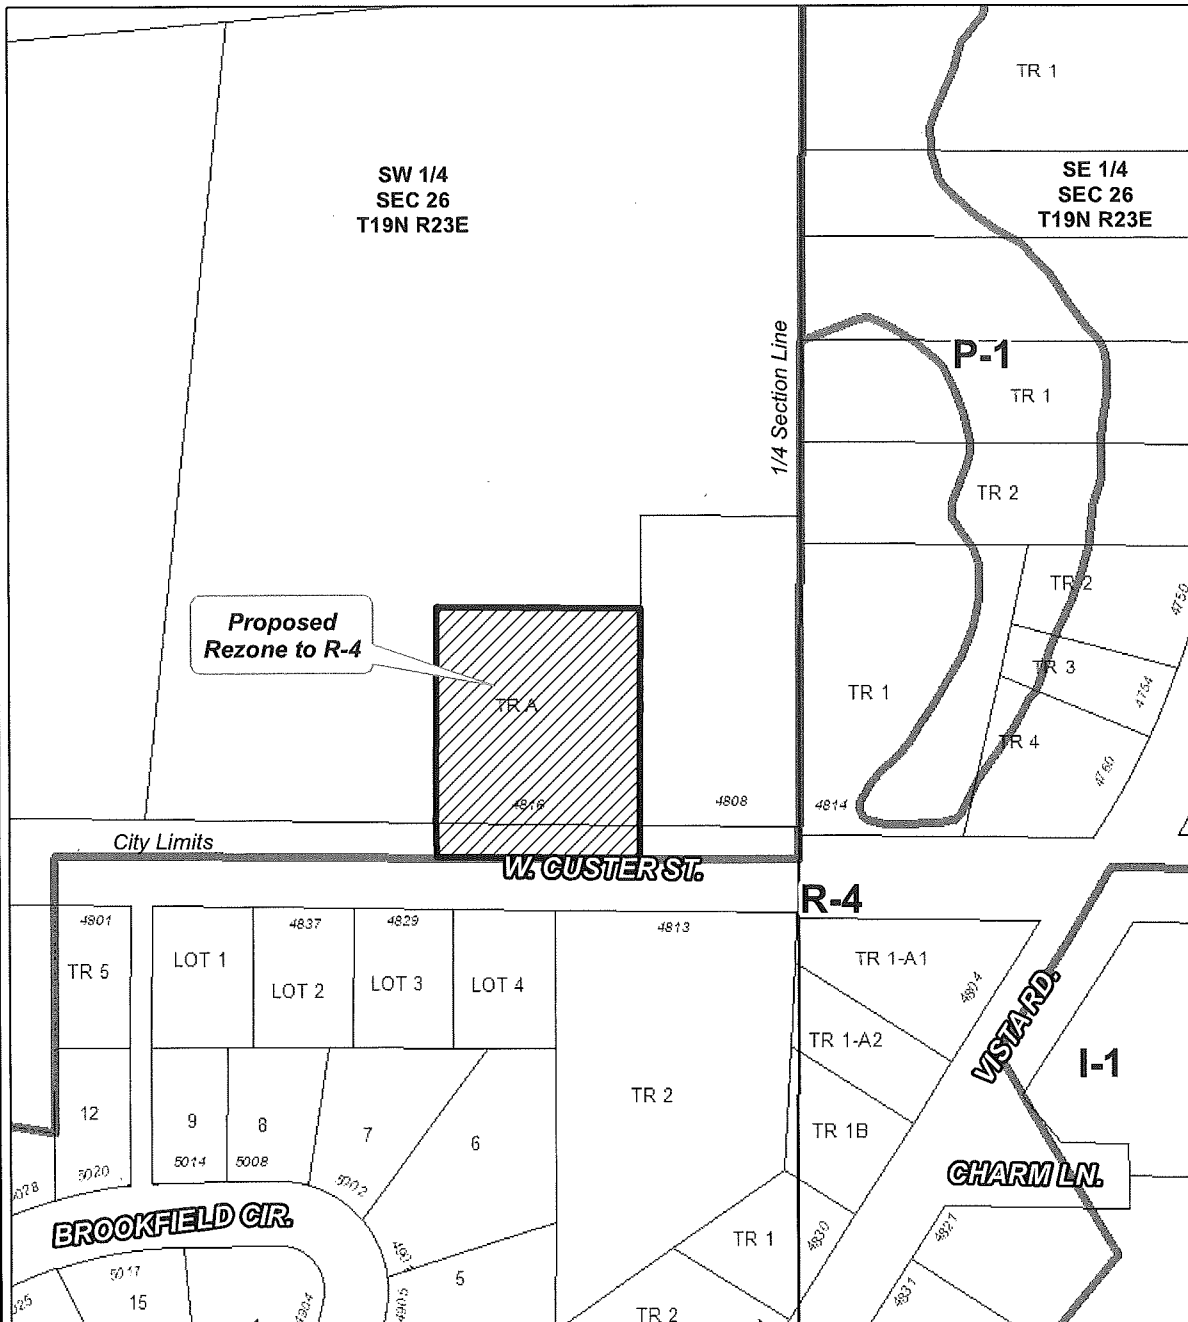 TR 1
SW 1/4
SEC 26
T19N R23E
SE 1/4
SEC 26
T19N R23E
1/4 Section Line
P-1
TR 1
TR 2
TR 2
4750
Proposed
Rezone to R-4
TR 3
4754
TR A
TR 1
TR 4
4760
4816
4808
4814
City Limits
W. CUSTER ST.
R-4
4801
4837
4829
4813
TR 5
LOT 1
LOT 2
LOT 3
LOT 4
TR 1-A1
4804
VISTA RD.
TR 1-A2
I-1
TR 2
12
9
8
7
6
TR 1B
5020
5014
5008
5002
CHARM LN.
BROOKFIELD CIR.
TR 1
4830
4821
5017
15
5
4831
4904
TR 2